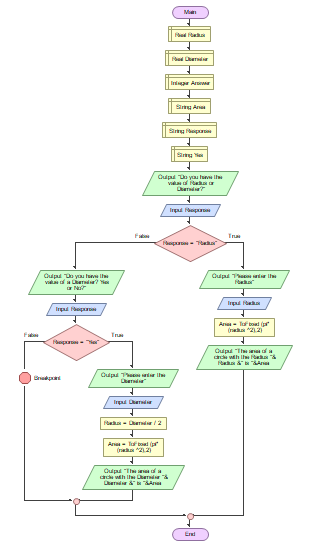 Main
Real Radius
Real Diameter
Integer Answer
String Area
String Response
String Yes
Output "Do you have the
value of Radius or
Diameter?"
Input Response
False
Response = "Radius"
True
Output "Do you have the
value of a Diameter? Yes
or No?"
Input Response
False
Response = "Yes"
True
Breakpoint
Output "Please enter the
Diameter"
Input Diameter
Radius = Diameter / 2
Area = ToFixed (pi*
(radius ^2),2)
Output "The area of a
circle with the Diameter "&
Diameter &" is "&Area
Output "Please enter the
Radius"
Input Radius
Area = ToFixed (pi*
(radius ^2),2)
Output "The area of a
circle with the Radius "&
Radius &" is "&Area
End